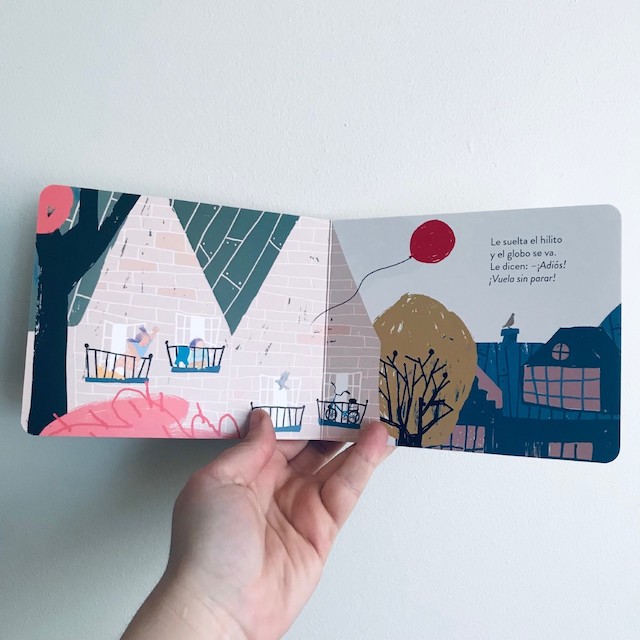 Le suelta el hilito
y el globo se va.
Le dicen: –¡Adiós!
¡Vuela sin parar!